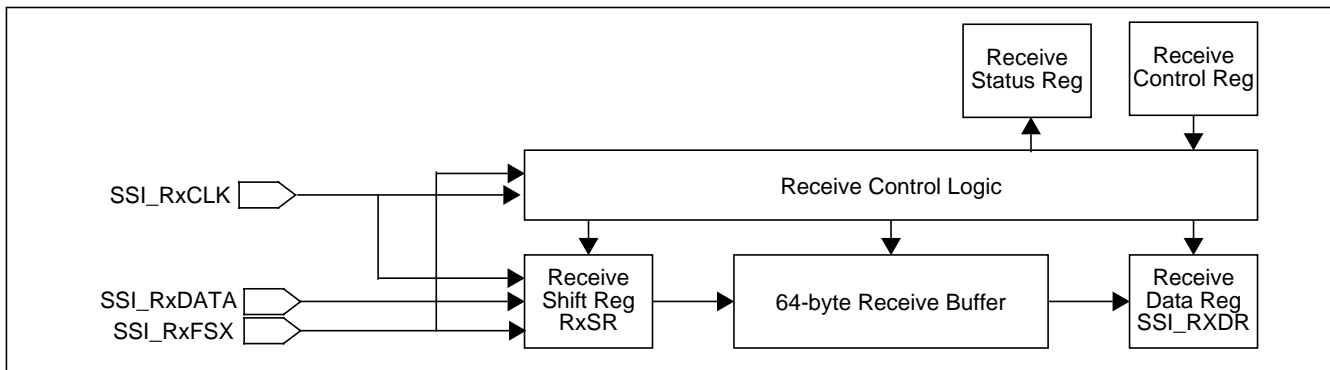 Receive
Status Reg
Receive
Control Reg
SSI_RxCLK
Receive Control Logic
SSI_RxDATA
SSI_RxFSX
Receive
Shift Reg
RxSR
64-byte Receive Buffer
Receive
Data Reg
SSI_RXDR